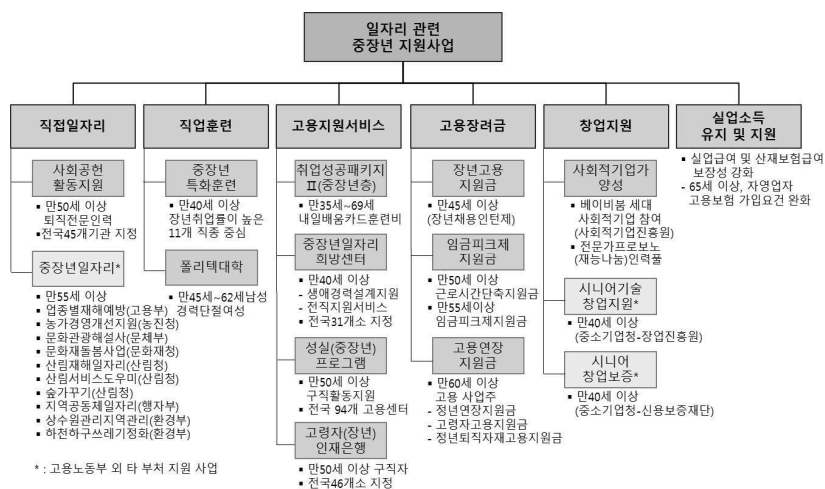 일자리 관련
중장년 지원사업
직접일자리
사회공헌
활동지원
▪ 만50세 이상
퇴직전문인력
▪전국45개기관 지정
중장년일자리*
▪ 만55세 이상
▪ 업종별재해예방(고용부)
▪ 농가경영개선지원(농진청)
▪ 문화관광해설사(문체부)
▪ 문화재돌봄사업(문화재청)
▪ 산림재해일자리(산림청)
▪ 산림서비스도우미(산림청)
▪ 숲가꾸기(산림청)
▪ 지역공동체일자리(행자부)
▪ 상수원관리지역관리(환경부)
▪ 하천하구쓰레기정화(환경부)
직업훈련
중장년
특화훈련
▪ 만40세 이상
장년취업률이 높은
11개 직종 중심
폴리텍대학
▪ 만45세~62세남성
경력단절여성
고용지원서비스
취업성공패키지
Ⅱ(중장년층)
▪ 만35세~69세
내일배움카드훈련비
중장년일자리
희망센터
▪ 만40세 이상
- 생애경력설계지원
- 전직지원서비스
▪ 전국31개소 지정
성실(중장년)
프로그램
▪ 만50세 이상
구직활동지원
▪ 전국 94개 고용센터
고령자(장년)
인재은행
▪ 만50세 이상 구직자
▪ 전국46개소 지정
고용장려금
장년고용
지원금
▪ 만45세 이상
(장년채용인턴제)
임금피크제
지원금
▪ 만50세 이상
근로시간단축지원금
▪ 만55세이상
임금피크제지원금
고용연장
지원금
▪ 만60세 이상
고용 사업주
- 정년연장지원금
- 고령자고용지원금
- 정년퇴직자재고용지원금
창업지원
사회적기업가
양성
▪ 베이비붐 세대
사회적기업 참여
(사회적기업진흥원)
▪ 전문가프로보노
(재능나눔)인력풀
시니어기술
창업지원*
▪ 만40세 이상
(중소기업청-장업진흥원)
시니어
창업보증*
▪ 만40세 이상
(중소기업청-신용보증재단)
실업소득
유지 및 지원
▪ 실업급여 및 산재보험급여
보장성 강화
- 65세 이상, 자영업자
고용보험 가입요건 완화
* : 고용노동부 외 타 부처 지원 사업